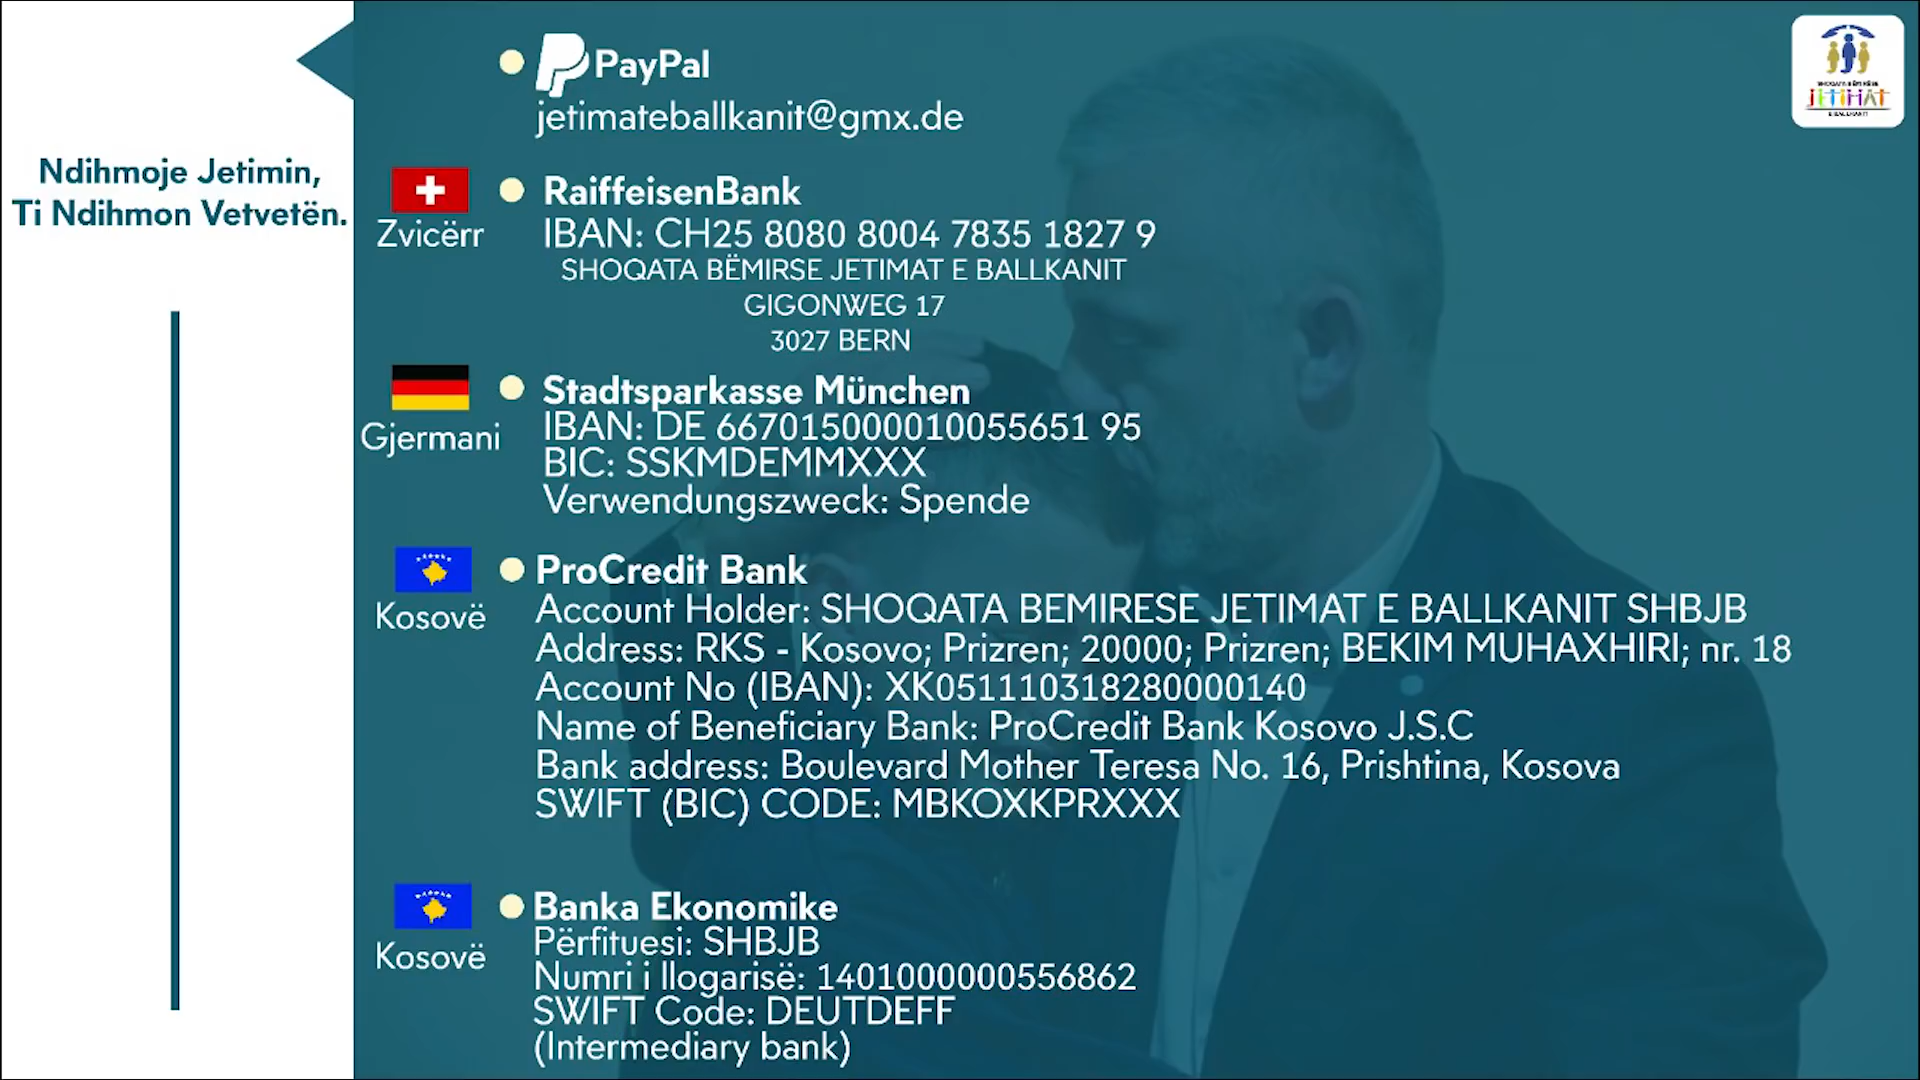 Ndihmoje Jetimin,
Ti Ndihmon Vetvetën.
PayPal
jetimateballkanit@gmx.de
Zvicërr
RaiffeisenBank
IBAN: CH25 8080 8004 7835 1827 9
SHOQATA BËMIRSE JETIMAT E BALLKANIT
GIGONWEG 17
3027 BERN
Gjermani
Stadtsparkasse München
IBAN: DE 667015000010055651 95
BIC: SSKMDEMMXXX
Verwendungszweck: Spende
Kosovë
ProCredit Bank
Account Holder: SHOQATA BEMIRESE JETIMAT E BALLKANIT SHBJB
Address: RKS - Kosovo; Prizren; 20000; Prizren; BEKIM MUHAXHIRI; nr. 18
Account No (IBAN): XK051110318280000140
Name of Beneficiary Bank: ProCredit Bank Kosovo J.S.C
Bank address: Boulevard Mother Teresa No. 16, Prishtina, Kosova
SWIFT (BIC) CODE: MBKOXKPRXXX
Kosovë
Banka Ekonomike
Përfituesi: SHBJB
Numri i llogarisë: 1401000000556862
SWIFT Code: DEUTDEFF
(Intermediary bank)
SHOQATA BËMIRËSE
JETIMAT
E BALLKANIT